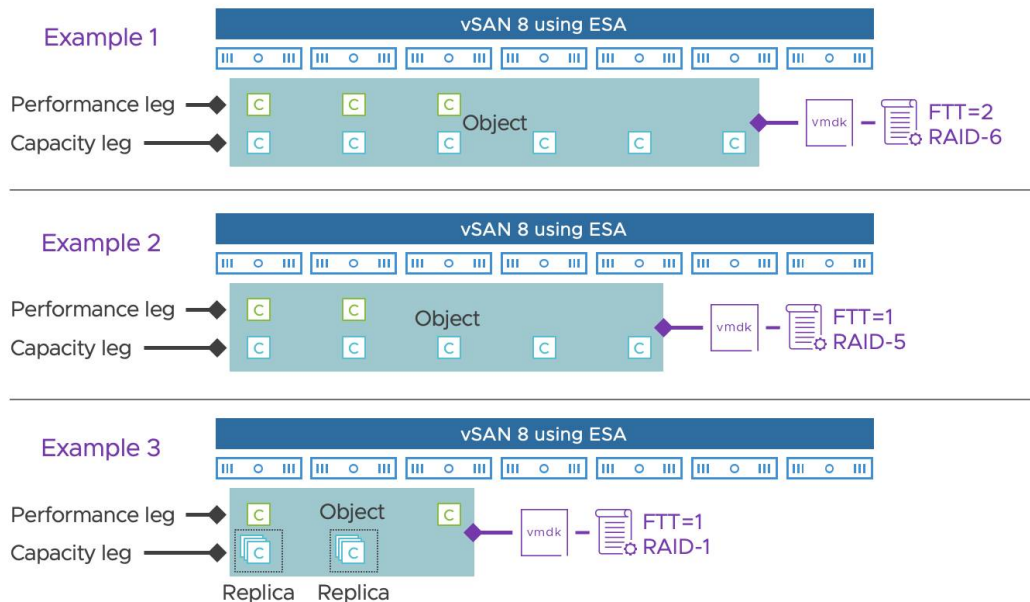 Example 1
vSAN 8 using ESA
Performance leg
C C C
Object
Capacity leg
C C C C C C
vmdk
FTT=2
RAID-6
Example 2
vSAN 8 using ESA
Performance leg
C C
Object
Capacity leg
C C C C C
vmdk
FTT=1
RAID-5
Example 3
vSAN 8 using ESA
Performance leg
C Object C
Capacity leg
C C
vmdk
FTT=1
RAID-1
Replica Replica